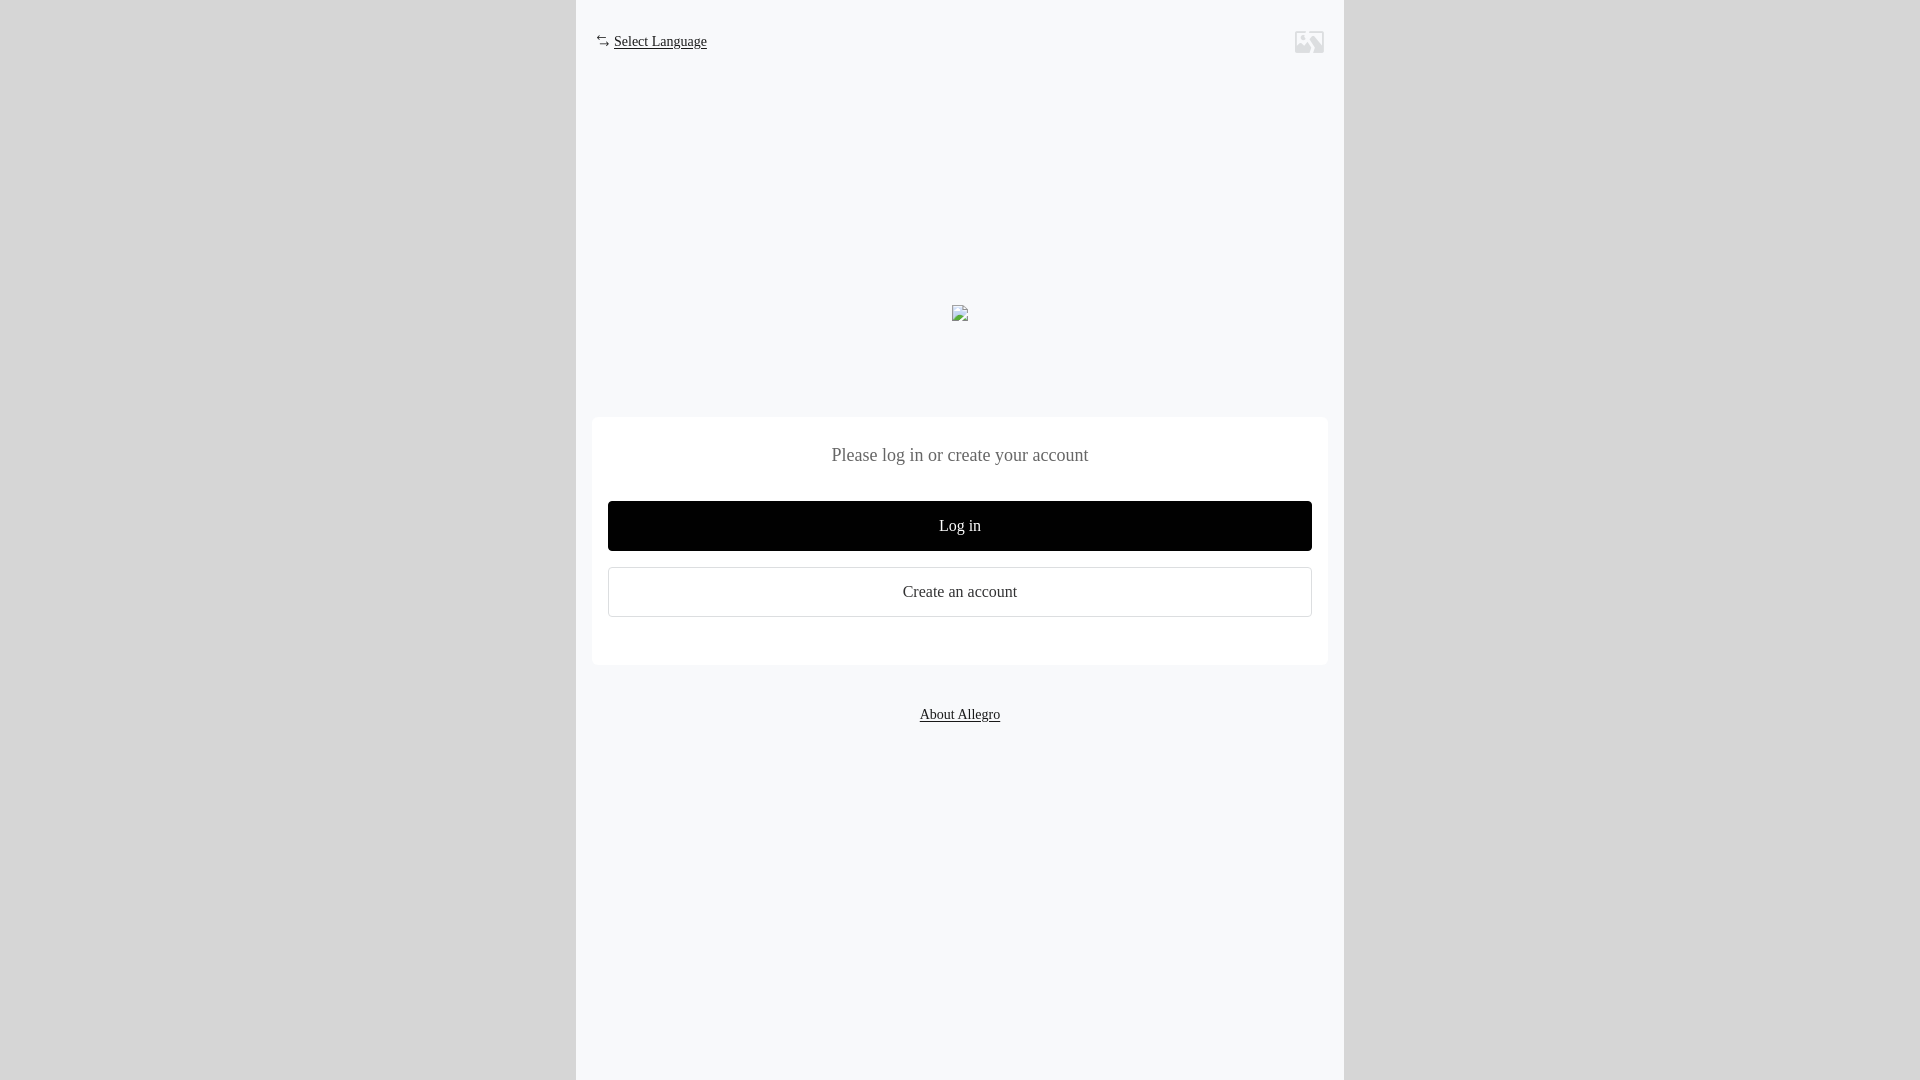 Select Language
Please log in or create your account
Log in
Create an account
About Allegro